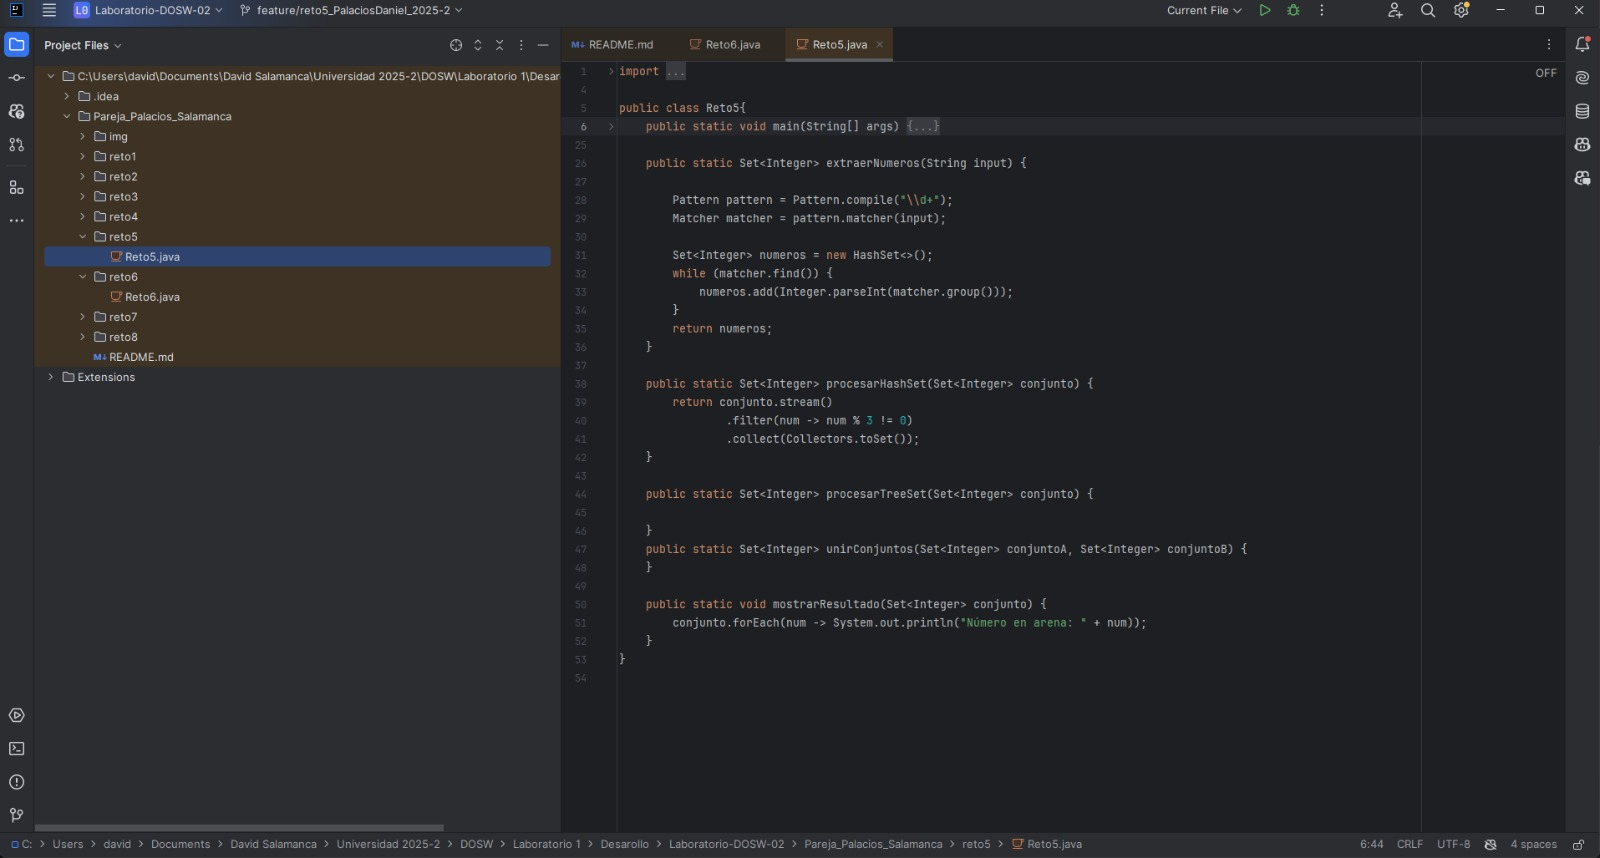 L0 Laboratorio-DOSW-02 feature/reto5_PalaciosDaniel_2025-2 Current File
Project Files
README.md Reto6.java Reto5.java
C:\Users\david\Documents\David Salamanca\Universidad 2025-2\DOSW\Laboratorio 1\Desar
.idea
Pareja_Palacios_Salamanca
img
reto1
reto2
reto3
reto4
reto5
Reto5.java
reto6
Reto6.java
reto7
reto8
README.md
Extensions
OFF
1 import ...
4
5 public class Reto5{
6 public static void main(String[] args) {...}
25
26 public static Set<Integer> extraerNumeros(String input) {
27
28 Pattern pattern = Pattern.compile("\\d+");
29 Matcher matcher = pattern.matcher(input);
30
31 Set<Integer> numeros = new HashSet<>();
32 while (matcher.find()) {
33 numeros.add(Integer.parseInt(matcher.group()));
34 }
35 return numeros;
36 }
37
38 public static Set<Integer> procesarHashSet(Set<Integer> conjunto) {
39 return conjunto.stream()
40 .filter(num -> num % 3 != 0)
41 .collect(Collectors.toSet());
42 }
43
44 public static Set<Integer> procesarTreeSet(Set<Integer> conjunto) {
45
46 }
47 public static Set<Integer> unirConjuntos(Set<Integer> conjuntoA, Set<Integer> conjuntoB) {
48 }
49
50 public static void mostrarResultado(Set<Integer> conjunto) {
51 conjunto.forEach(num -> System.out.println("Número en arena: " + num));
52 }
53 }
54
C: > Users > david > Documents > David Salamanca > Universidad 2025-2 > DOSW > Laboratorio 1 > Desarollo > Laboratorio-DOSW-02 > Pareja_Palacios_Salamanca > reto5 > Reto5.java 6:44 CRLF UTF-8 4 spaces